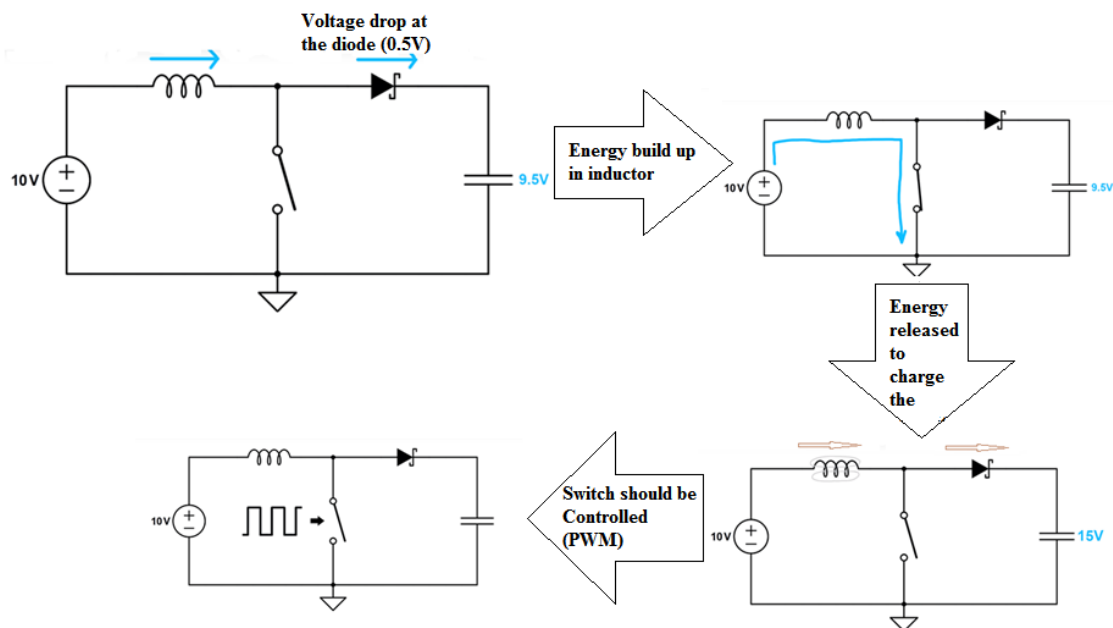 Voltage drop at
the diode (0.5V)
10V
9.5V
Energy build up
in inductor
10V
9.5V
Energy
released
to
charge
the
10V
15V
Switch should be
Controlled
(PWM)
10V